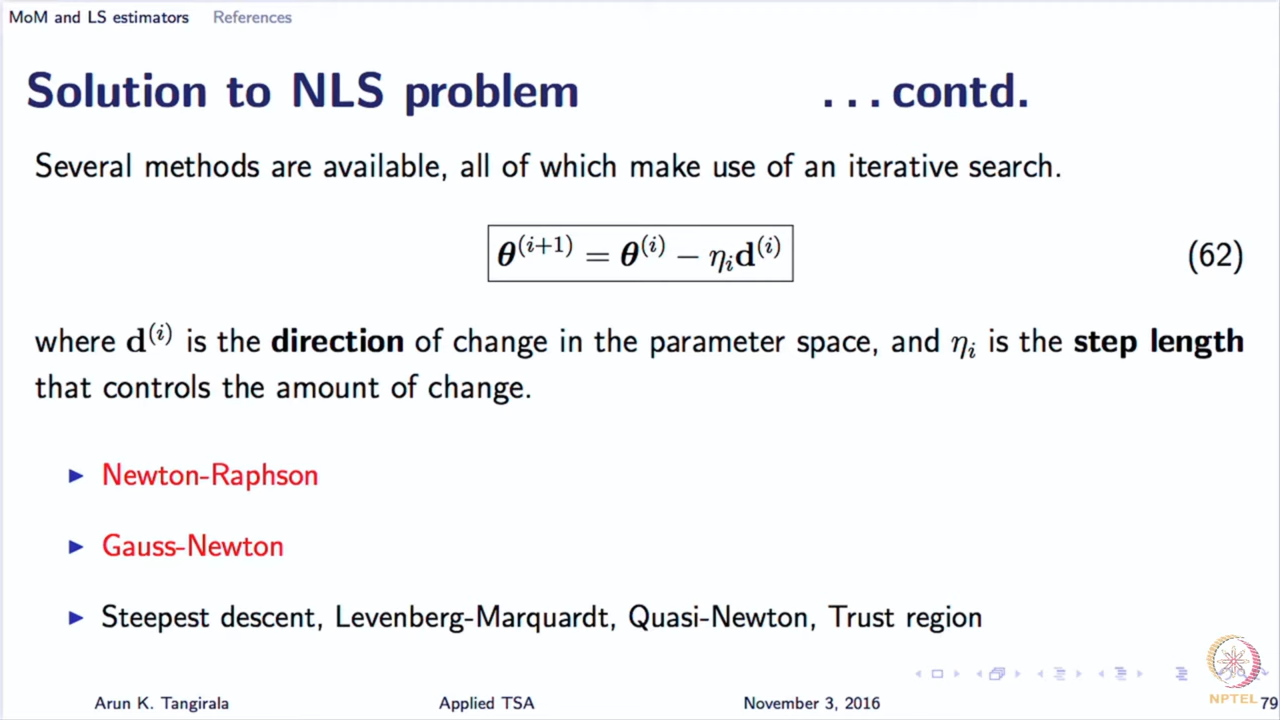 MoM and LS estimators References
Solution to NLS problem ... contd.
Several methods are available, all of which make use of an iterative search.
θ^(i+1) = θ^(i) − η_i d^(i) (62)
where d^(i) is the direction of change in the parameter space, and η_i is the step length
that controls the amount of change.
▶ Newton-Raphson
▶ Gauss-Newton
▶ Steepest descent, Levenberg-Marquardt, Quasi-Newton, Trust region
Arun K. Tangirala Applied TSA November 3, 2016 79
NPTEL